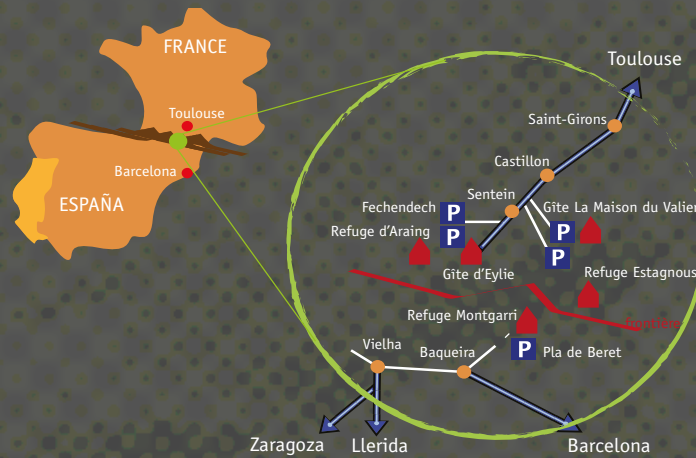 FRANCE
Toulouse
Barcelona
ESPAÑA
Toulouse
Saint-Girons
Castillon
Sentein
Fechendech P
Gîte La Maison du Valier
P
Refuge d'Araing
P
P
Gîte d'Eylie
Refuge Estagnous
Refuge Montgarri
frontière
P
Pla de Beret
Vielha
Baqueira
Zaragoza
Llerida
Barcelona